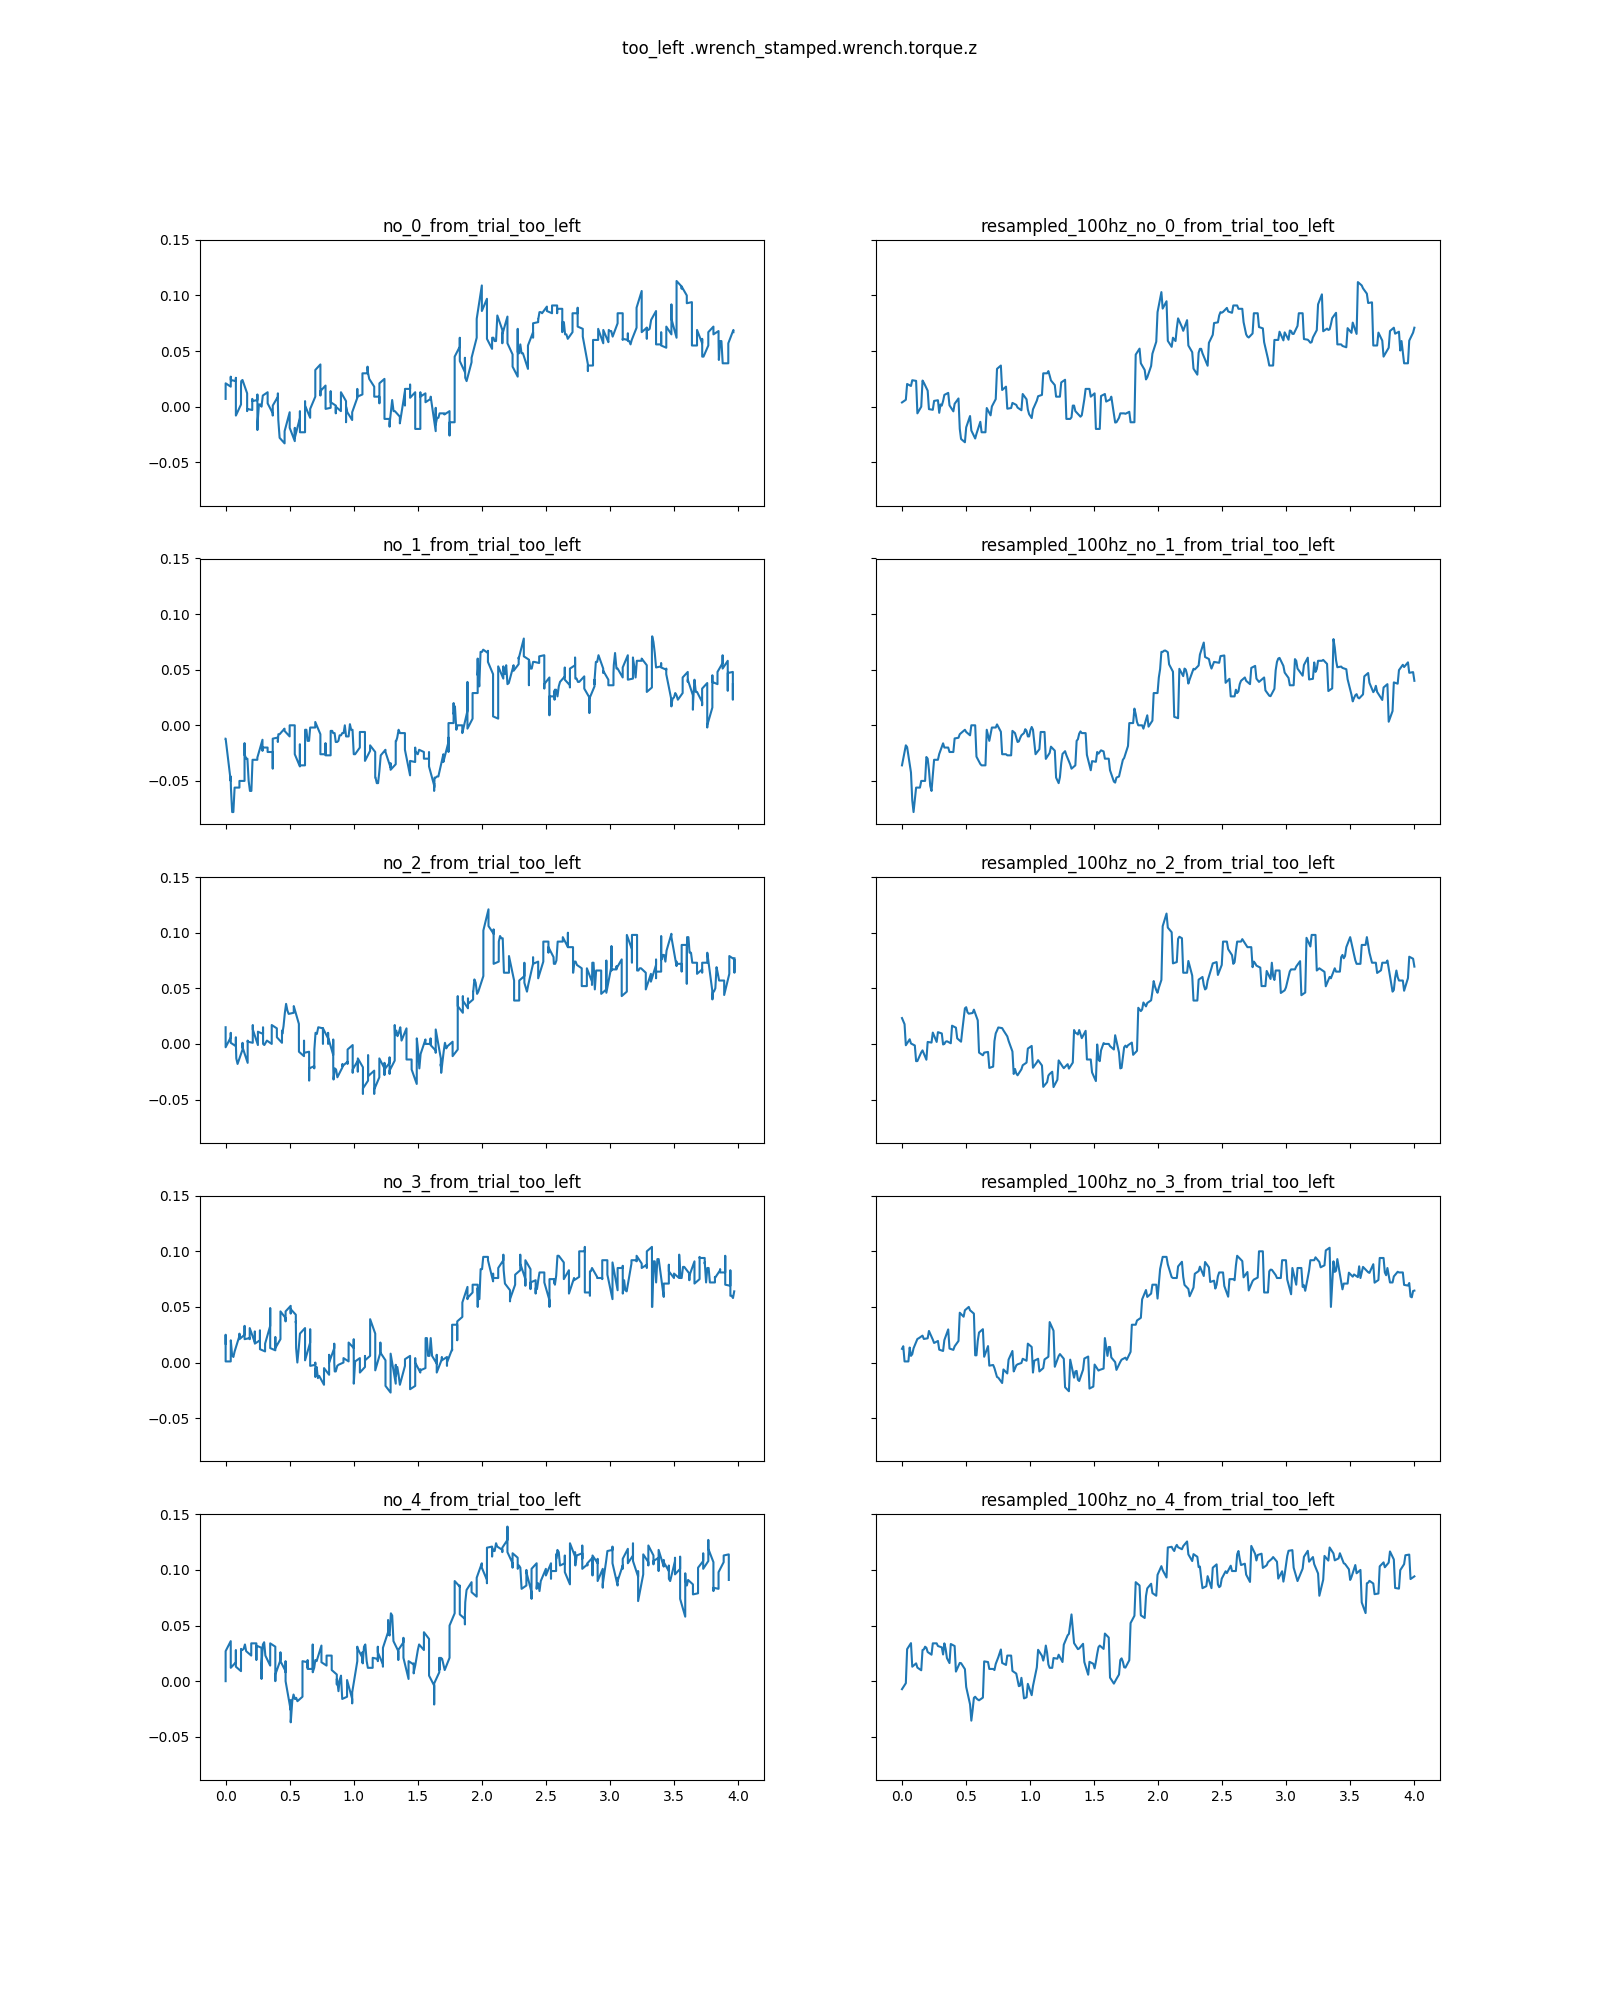 too_left .wrench_stamped.wrench.torque.z
no_0_from_trial_too_left
resampled_100hz_no_0_from_trial_too_left
0.15
0.10
0.05
0.00
−0.05
no_1_from_trial_too_left
resampled_100hz_no_1_from_trial_too_left
0.15
0.10
0.05
0.00
−0.05
no_2_from_trial_too_left
resampled_100hz_no_2_from_trial_too_left
0.15
0.10
0.05
0.00
−0.05
no_3_from_trial_too_left
resampled_100hz_no_3_from_trial_too_left
0.15
0.10
0.05
0.00
−0.05
no_4_from_trial_too_left
resampled_100hz_no_4_from_trial_too_left
0.15
0.10
0.05
0.00
−0.05
0.0 0.5 1.0 1.5 2.0 2.5 3.0 3.5 4.0
0.0 0.5 1.0 1.5 2.0 2.5 3.0 3.5 4.0